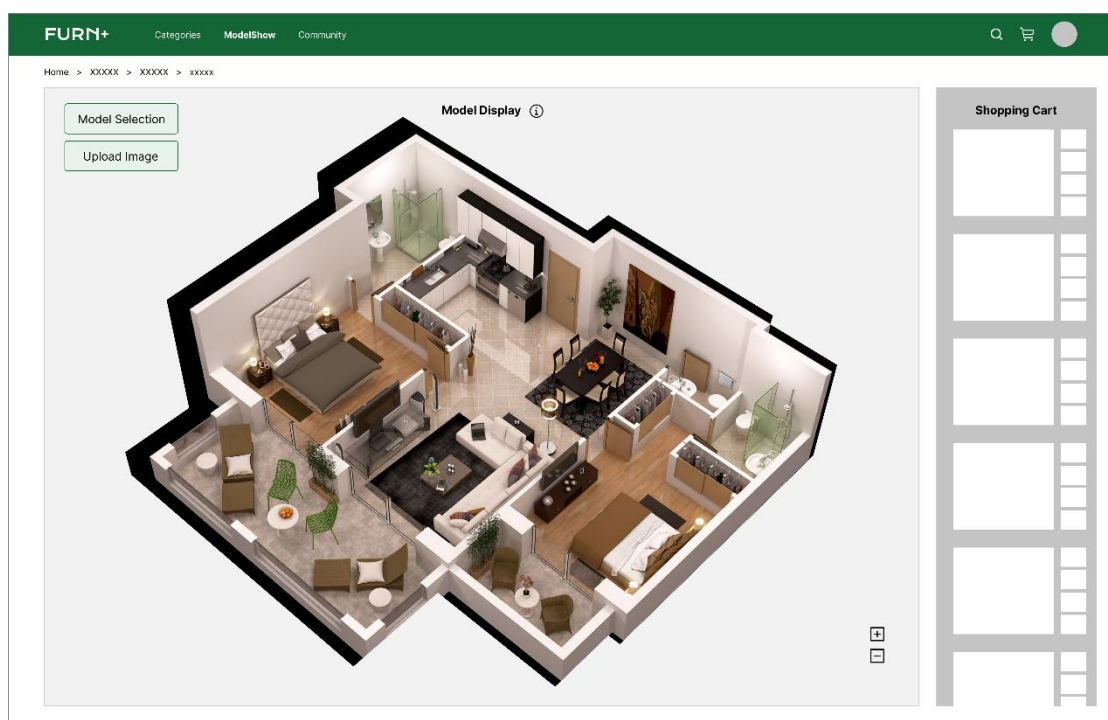 FURN+ Categories ModelShow Community
Home > XXXXX > XXXXX > xxxxx
Model Selection
Upload Image
Model Display
Shopping Cart